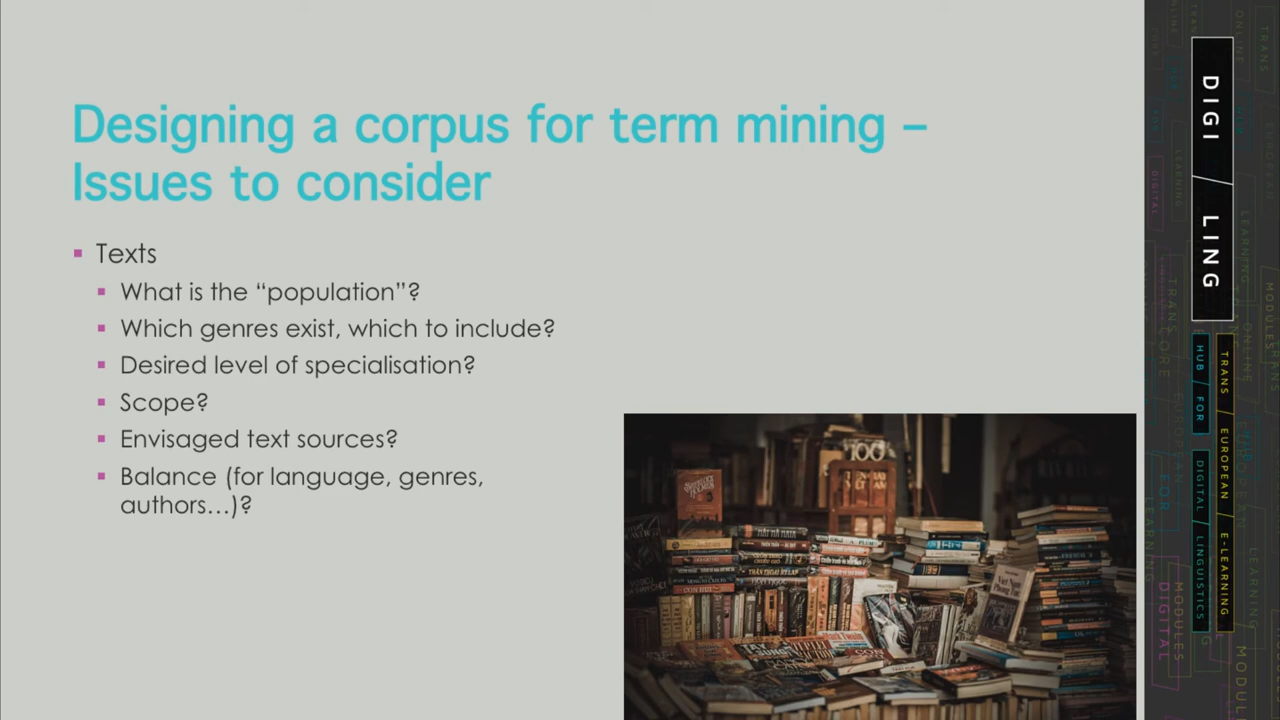 Designing a corpus for term mining –
Issues to consider
Texts
What is the “population”?
Which genres exist, which to include?
Desired level of specialisation?
Scope?
Envisaged text sources?
Balance (for language, genres,
authors…)?
DIGI / LING
HUB / FOR
DIGITAL / LINGUISTICS
TRANS / EUROPEAN / E-LEARNING